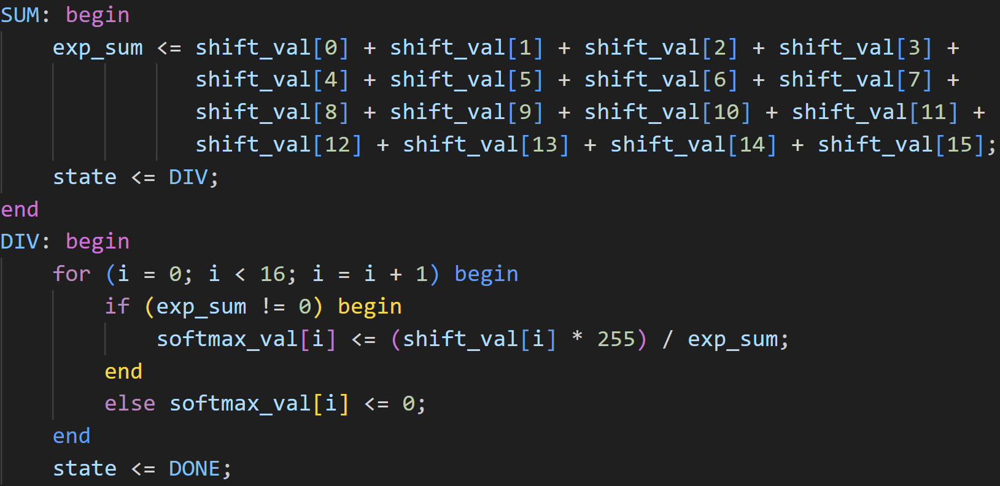 SUM: begin
    exp_sum <= shift_val[0] + shift_val[1] + shift_val[2] + shift_val[3] +
               shift_val[4] + shift_val[5] + shift_val[6] + shift_val[7] +
               shift_val[8] + shift_val[9] + shift_val[10] + shift_val[11] +
               shift_val[12] + shift_val[13] + shift_val[14] + shift_val[15];
    state <= DIV;
end
DIV: begin
    for (i = 0; i < 16; i = i + 1) begin
        if (exp_sum != 0) begin
            softmax_val[i] <= (shift_val[i] * 255) / exp_sum;
        end
        else softmax_val[i] <= 0;
    end
    state <= DONE;